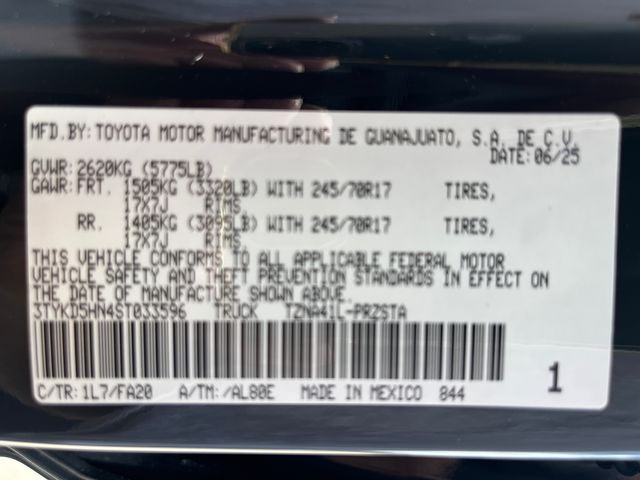 MFD.BY: TOYOTA MOTOR MANUFACTURING DE GUANAJUATO, S.A. DE C.V.
DATE: 06/25
GVWR: 2620KG (5775LB)
GAWR: FRT. 1505KG (3320LB) WITH 245/70R17 TIRES,
17X7J RIMS,
RR. 1405KG (3095LB) WITH 245/70R17 TIRES,
17X7J RIMS,
THIS VEHICLE CONFORMS TO ALL APPLICABLE FEDERAL MOTOR
VEHICLE SAFETY AND THEFT PREVENTION STANDARDS IN EFFECT ON
THE DATE OF MANUFACTURE SHOWN ABOVE.
3TYKD5HN4ST033596 TRUCK TZNA41L-PRZSTA
C/TR: 1L7/FA20 A/TM: /AL80E MADE IN MEXICO 844
1